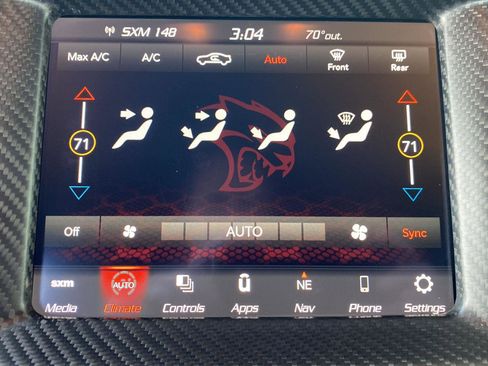 SXM 148 3:04 70°out.
Max A/C A/C Auto Front Rear
71 71
Off AUTO Sync
sxm AUTO ü NE
Media Climate Controls Apps Nav Phone Settings